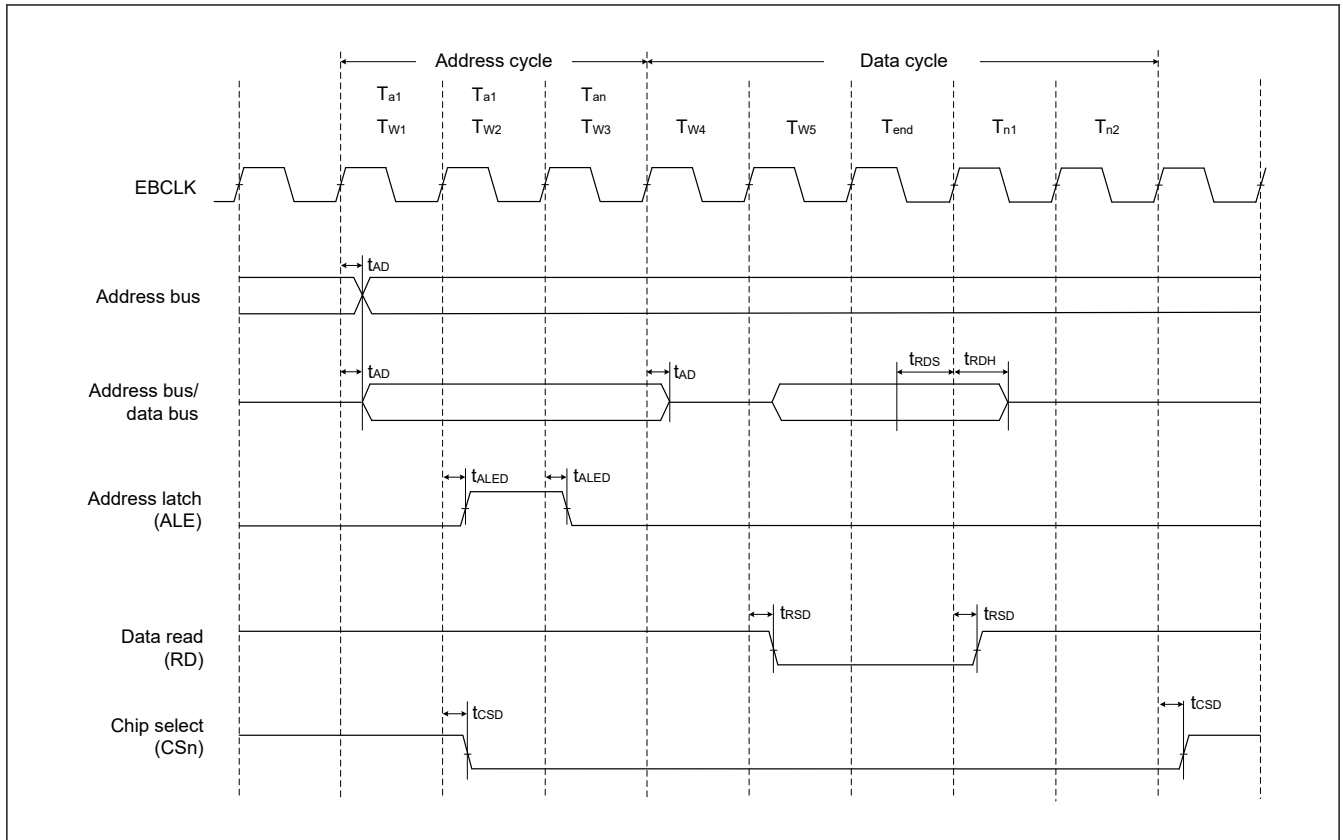 Address cycle Data cycle
Ta1 Ta1 Tan
TW1 TW2 TW3 TW4 TW5 Tend Tn1 Tn2
EBCLK
tAD
Address bus
tRDS tRDH
tAD tAD
Address bus/
data bus
tALED tALED
Address latch
(ALE)
tRSD tRSD
Data read
(RD)
tCSD tCSD
Chip select
(CSn)